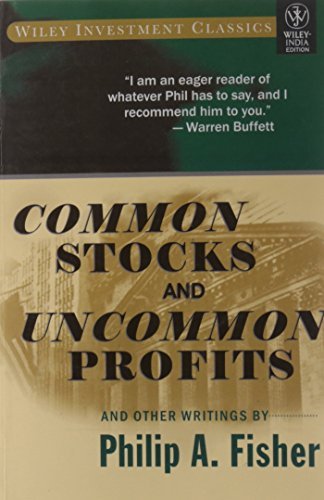 WILEY INVESTMENT CLASSICS
WILEY-
INDIA
EDITION
"I am an eager reader of
whatever Phil has to say, and I
recommend him to you."
— Warren Buffett
COMMON
STOCKS
AND
UNCOMMON
PROFITS
AND OTHER WRITINGS BY
Philip A. Fisher